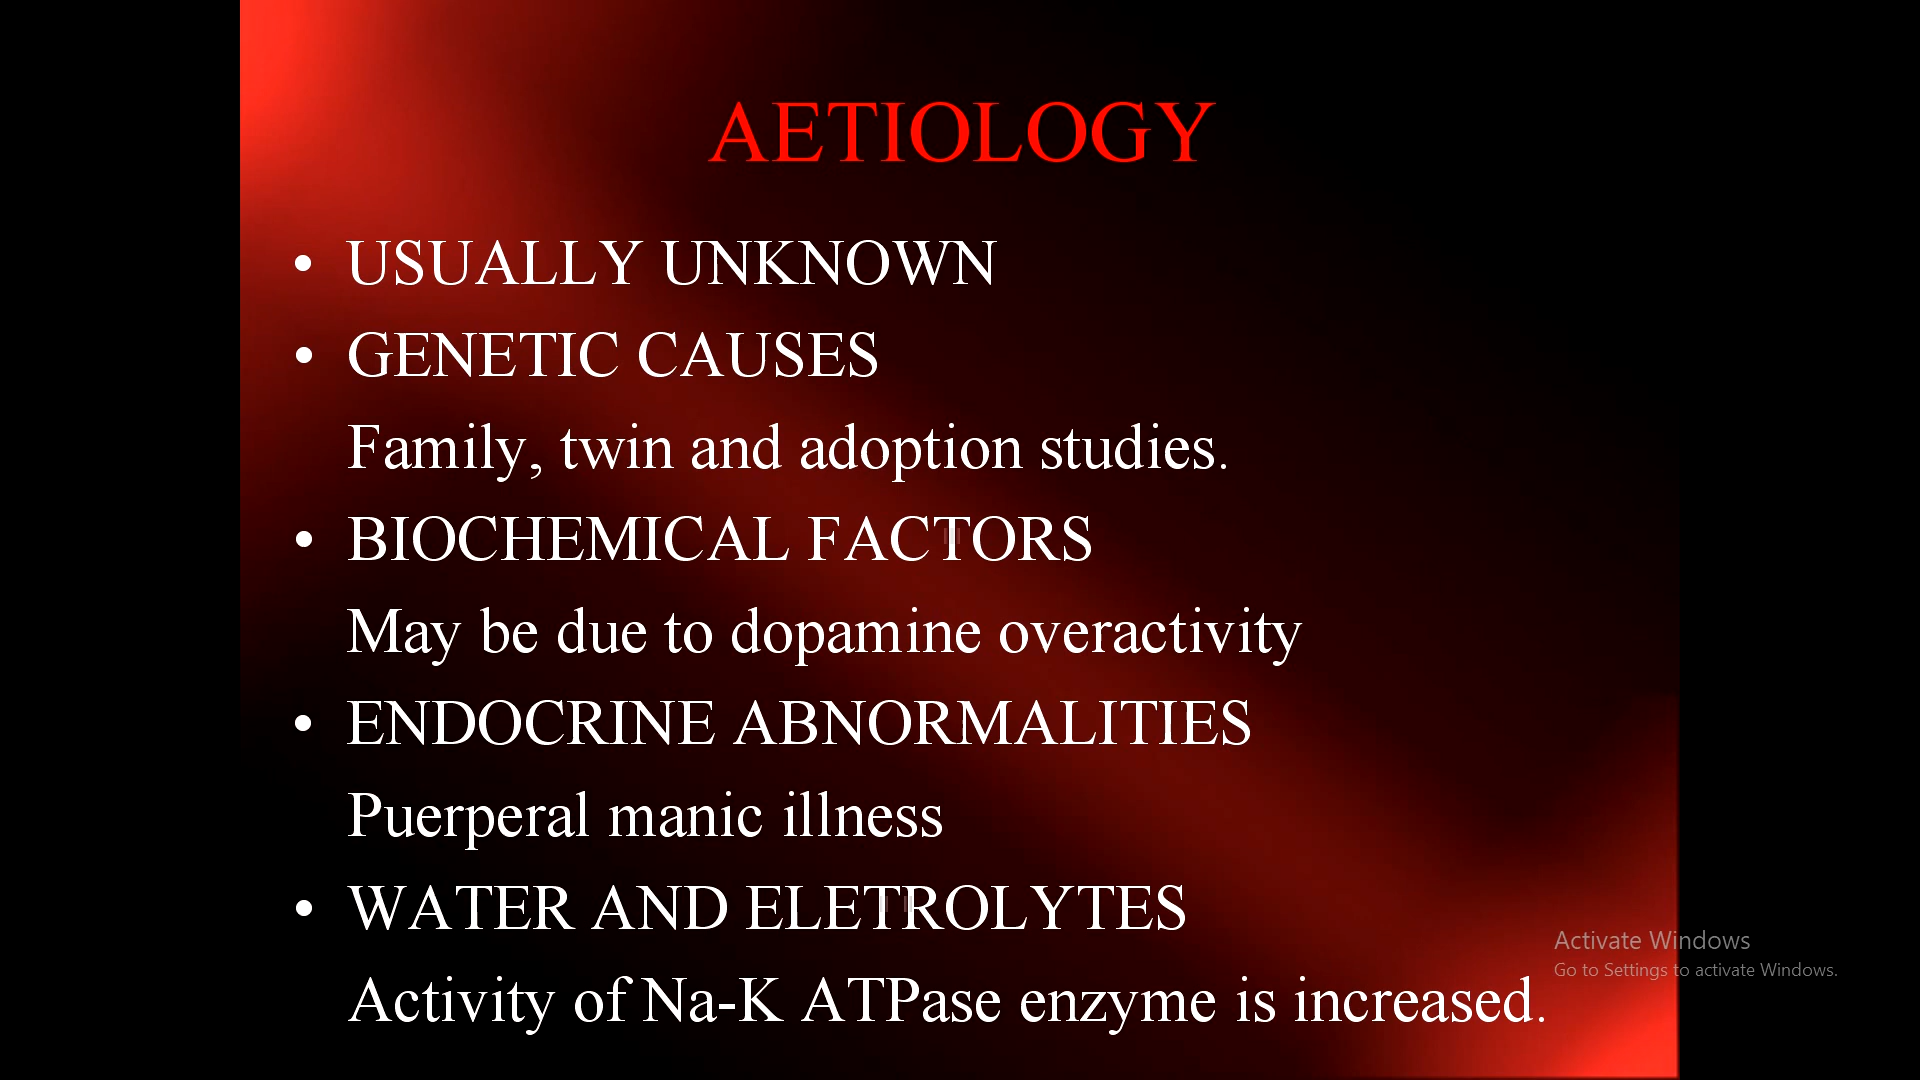 AETIOLOGY
• USUALLY UNKNOWN
• GENETIC CAUSES
Family, twin and adoption studies.
• BIOCHEMICAL FACTORS
May be due to dopamine overactivity
• ENDOCRINE ABNORMALITIES
Puerperal manic illness
• WATER AND ELETROLYTES
Activity of Na-K ATPase enzyme is increased.
Activate Windows
Go to Settings to activate Windows.